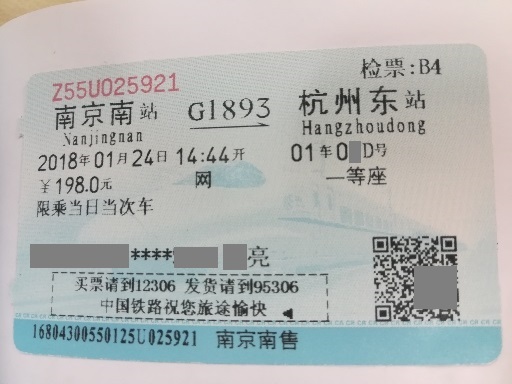 检票:B4
Z55U025921
南京南站 G1893 杭州东站
Nanjingnan Hangzhoudong
2018年01月24日14:44开 01车0 D号
￥198.0元 网 一等座
限乘当日当次车
**** 亮
买票请到12306 发货请到95306
中国铁路祝您旅途愉快
16804300550125U025921 南京南售